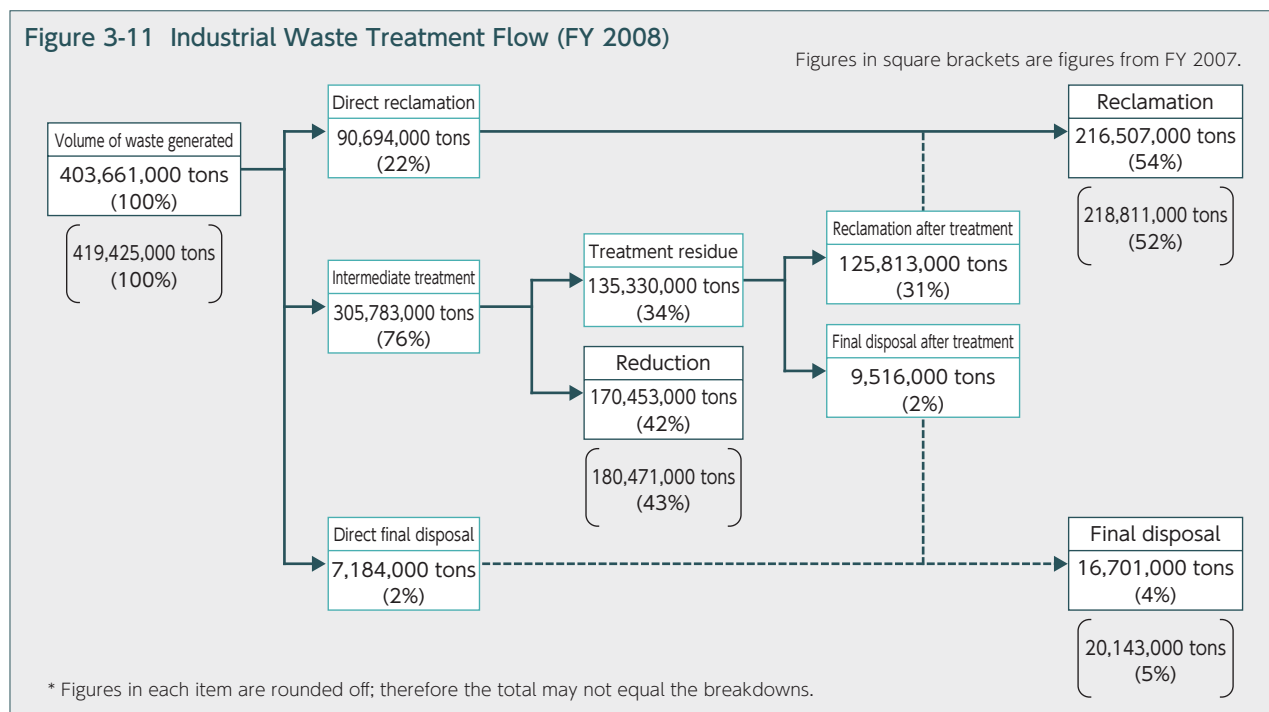 Figure 3-11 Industrial Waste Treatment Flow (FY 2008)
Figures in square brackets are figures from FY 2007.
Volume of waste generated
403,661,000 tons
(100%)
419,425,000 tons
(100%)
Direct reclamation
90,694,000 tons
(22%)
Intermediate treatment
305,783,000 tons
(76%)
Direct final disposal
7,184,000 tons
(2%)
Treatment residue
135,330,000 tons
(34%)
Reduction
170,453,000 tons
(42%)
180,471,000 tons
(43%)
Reclamation after treatment
125,813,000 tons
(31%)
Final disposal after treatment
9,516,000 tons
(2%)
Reclamation
216,507,000 tons
(54%)
218,811,000 tons
(52%)
Final disposal
16,701,000 tons
(4%)
20,143,000 tons
(5%)
* Figures in each item are rounded off; therefore the total may not equal the breakdowns.